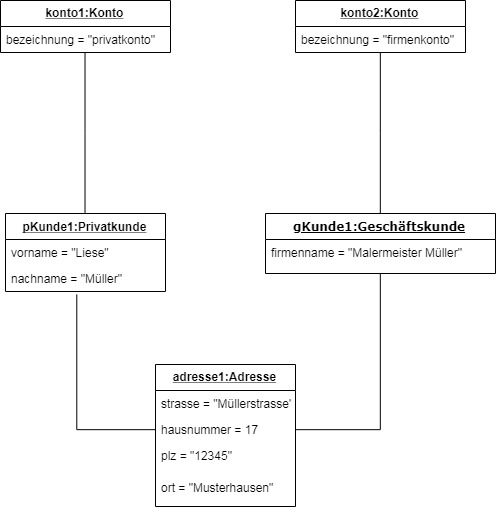 konto1:Konto
bezeichnung = "privatkonto"
konto2:Konto
bezeichnung = "firmenkonto"
pKunde1:Privatkunde
vorname = "Liese"
nachname = "Müller"
gKunde1:Geschäftskunde
firmenname = "Malermeister Müller"
adresse1:Adresse
strasse = "Müllerstrasse"
hausnummer = 17
plz = "12345"
ort = "Musterhausen"